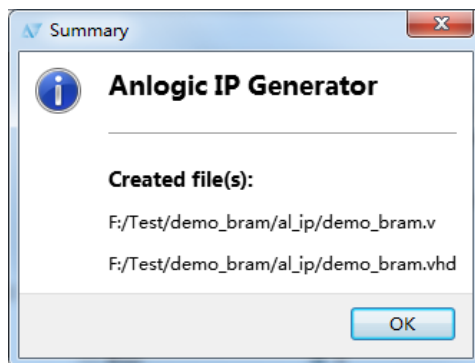 Summary
Anlogic IP Generator
Created file(s):
F:/Test/demo_bram/al_ip/demo_bram.v
F:/Test/demo_bram/al_ip/demo_bram.vhd
OK